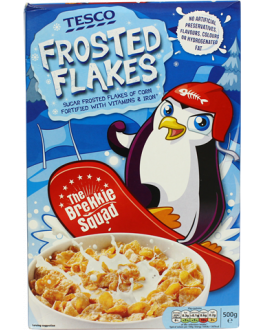 TESCO
FROSTED
FLAKES
NO ARTIFICIAL
PRESERVATIVES,
FLAVOURS, COLOURS
OR HYDROGENATED
FAT
SUGAR FROSTED FLAKES OF CORN
FORTIFIED WITH VITAMINS & IRON
The
Brekkie
Squad
500g